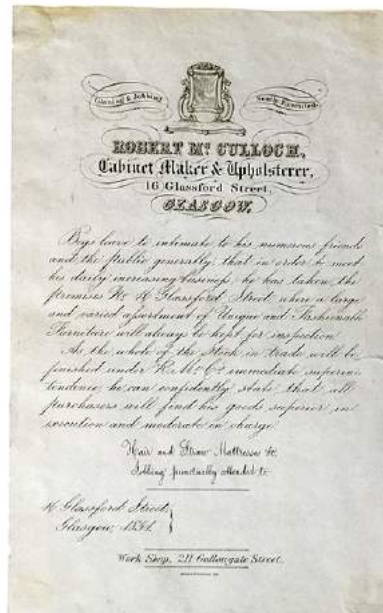 Turning & Jobbing
Neatly Executed
ROBERT Mc CULLOCH,
Cabinet Maker & Upholsterer,
16 Glassford Street,
GLASGOW.
Begs leave to intimate to his numerous friends
and the Public generally, that in order to meet
his daily increasing business, he has taken the
premises No. 16 Glassford Street where a large
and varied assortment of Unique and Fashionable
Furniture will always be kept for inspection.
As the whole of the Stock in Trade will be
finished under R. Mc Cs. immediate superin-
tendence, he can confidently state that all
purchasers will find his goods superior in
execution and moderate in charge.
Hair and Straw Mattresses &c.
Jobbing punctually attended to
16 Glassford Street,
Glasgow,
Work Shop, 211 Gallowgate Street.